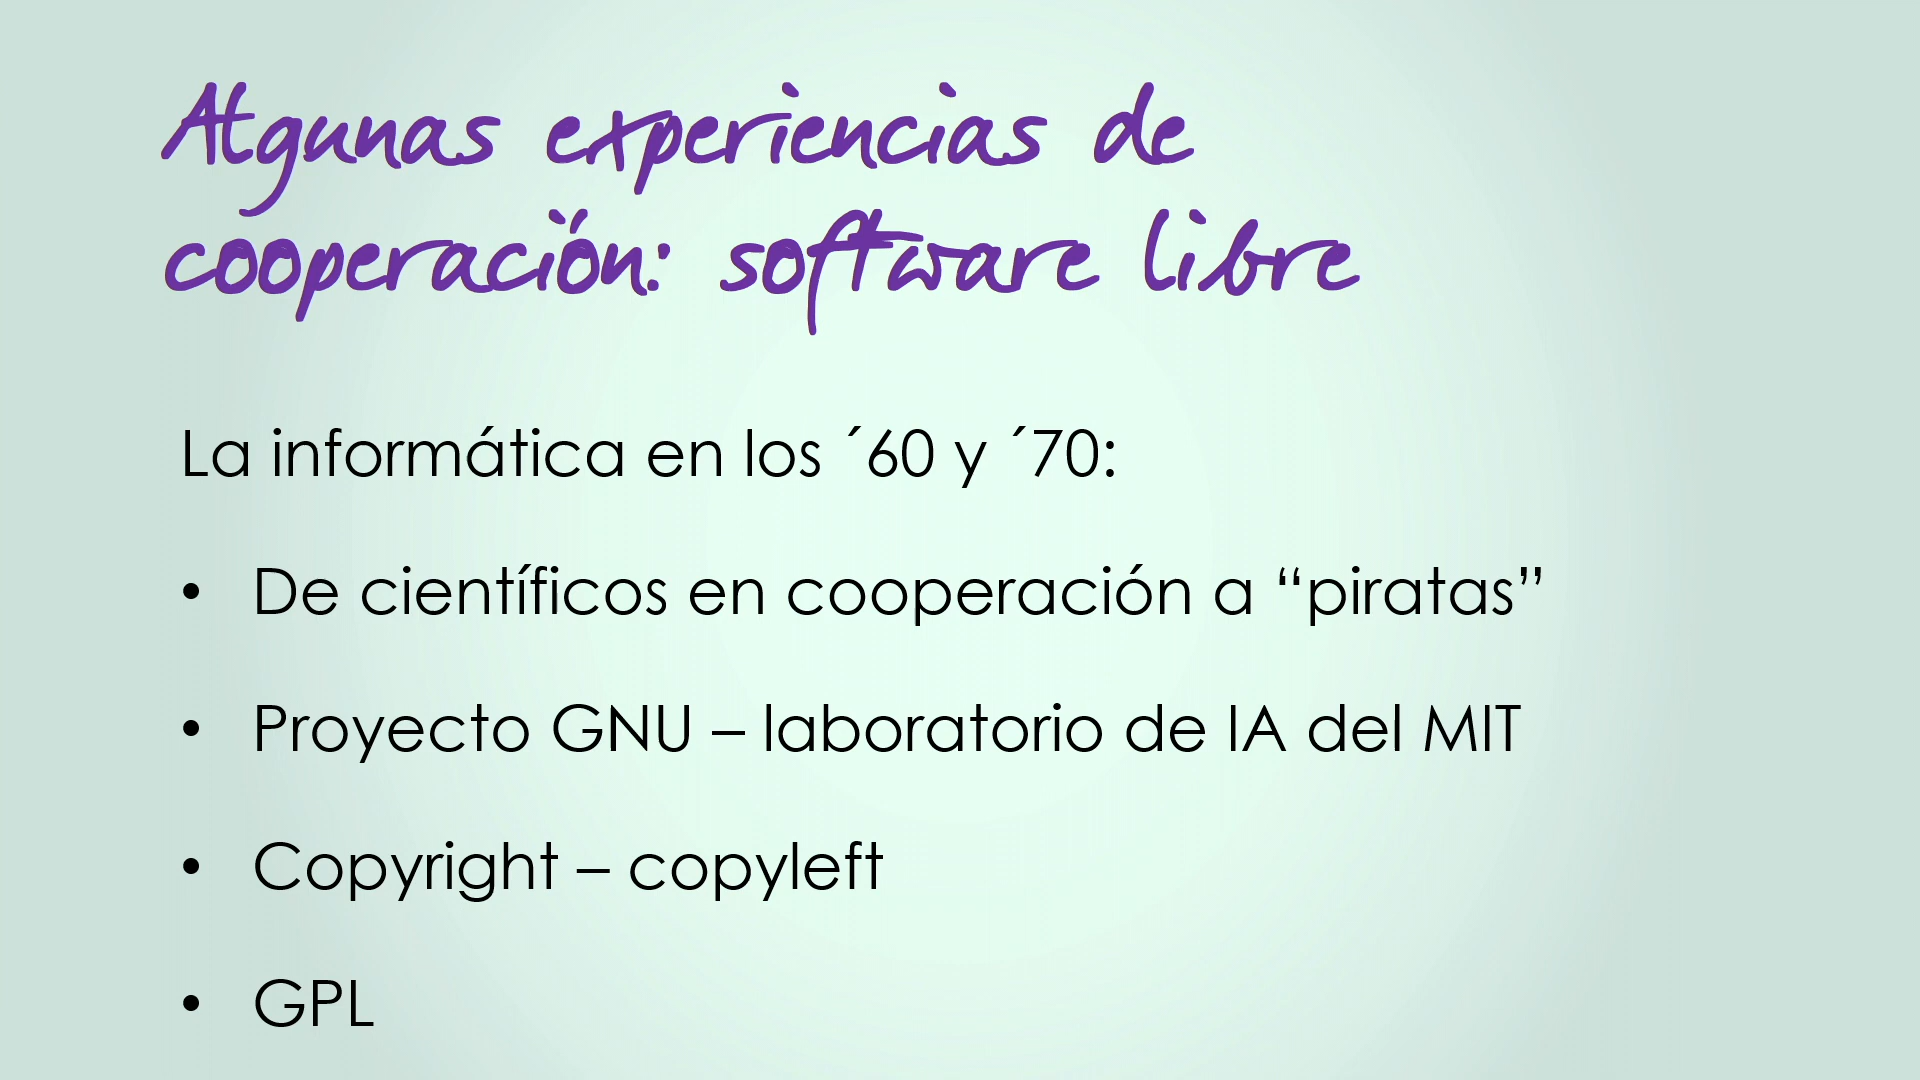 Algunas experiencias de
cooperación: software libre
La informática en los ´60 y ´70:
• De científicos en cooperación a “piratas”
• Proyecto GNU – laboratorio de IA del MIT
• Copyright – copyleft
• GPL